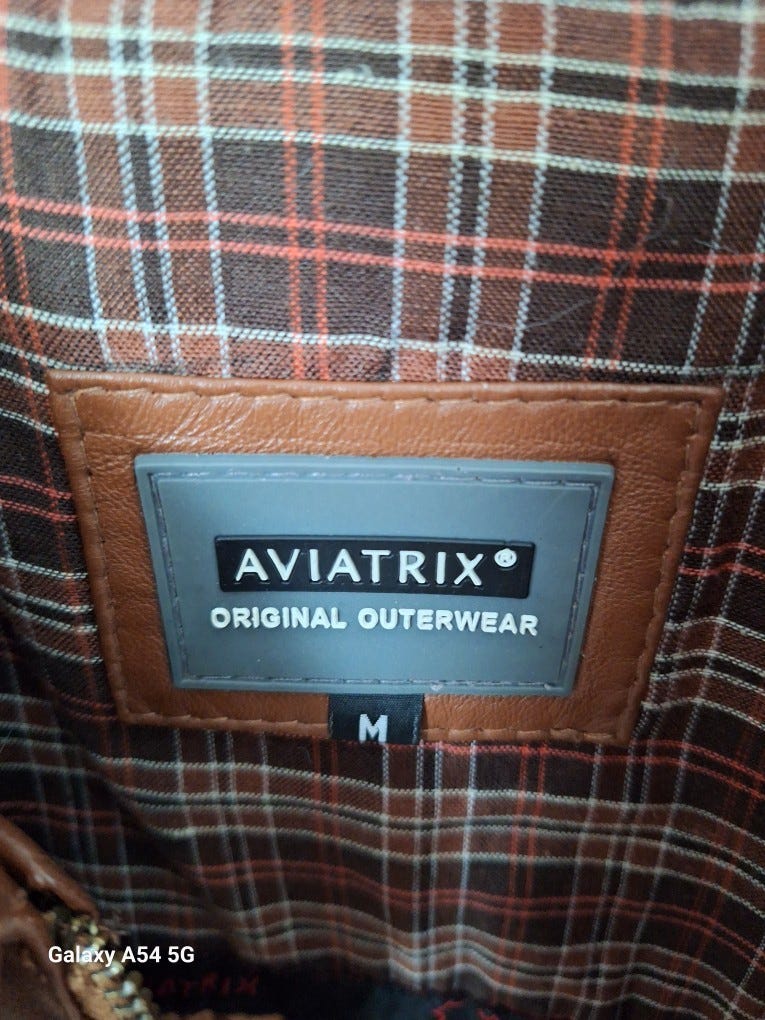 AVIATRIX®
ORIGINAL OUTERWEAR
M
Galaxy A54 5G